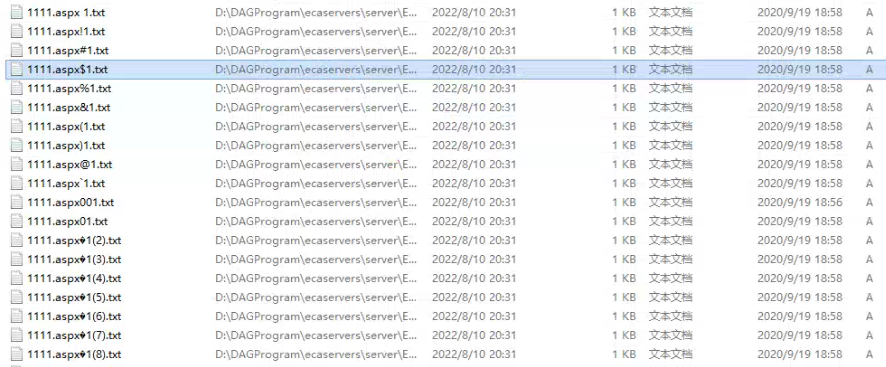 1111.aspx 1.txt D:\DAGProgram\ecaservers\server\E... 2022/8/10 20:31 1 KB 文本文档 2020/9/19 18:58 A
1111.aspx!1.txt D:\DAGProgram\ecaservers\server\E... 2022/8/10 20:31 1 KB 文本文档 2020/9/19 18:58 A
1111.aspx#1.txt D:\DAGProgram\ecaservers\server\E... 2022/8/10 20:31 1 KB 文本文档 2020/9/19 18:58 A
1111.aspx$1.txt D:\DAGProgram\ecaservers\server\E... 2022/8/10 20:31 1 KB 文本文档 2020/9/19 18:58 A
1111.aspx%1.txt D:\DAGProgram\ecaservers\server\E... 2022/8/10 20:31 1 KB 文本文档 2020/9/19 18:58 A
1111.aspx&1.txt D:\DAGProgram\ecaservers\server\E... 2022/8/10 20:31 1 KB 文本文档 2020/9/19 18:58 A
1111.aspx(1.txt D:\DAGProgram\ecaservers\server\E... 2022/8/10 20:31 1 KB 文本文档 2020/9/19 18:58 A
1111.aspx)1.txt D:\DAGProgram\ecaservers\server\E... 2022/8/10 20:31 1 KB 文本文档 2020/9/19 18:58 A
1111.aspx@1.txt D:\DAGProgram\ecaservers\server\E... 2022/8/10 20:31 1 KB 文本文档 2020/9/19 18:58 A
1111.aspx`1.txt D:\DAGProgram\ecaservers\server\E... 2022/8/10 20:31 1 KB 文本文档 2020/9/19 18:58 A
1111.aspx001.txt D:\DAGProgram\ecaservers\server\E... 2022/8/10 20:31 1 KB 文本文档 2020/9/19 18:56 A
1111.aspx01.txt D:\DAGProgram\ecaservers\server\E... 2022/8/10 20:31 1 KB 文本文档 2020/9/19 18:58 A
1111.aspx�1(2).txt D:\DAGProgram\ecaservers\server\E... 2022/8/10 20:31 1 KB 文本文档 2020/9/19 18:58 A
1111.aspx�1(3).txt D:\DAGProgram\ecaservers\server\E... 2022/8/10 20:31 1 KB 文本文档 2020/9/19 18:58 A
1111.aspx�1(4).txt D:\DAGProgram\ecaservers\server\E... 2022/8/10 20:31 1 KB 文本文档 2020/9/19 18:58 A
1111.aspx�1(5).txt D:\DAGProgram\ecaservers\server\E... 2022/8/10 20:31 1 KB 文本文档 2020/9/19 18:58 A
1111.aspx�1(6).txt D:\DAGProgram\ecaservers\server\E... 2022/8/10 20:31 1 KB 文本文档 2020/9/19 18:58 A
1111.aspx�1(7).txt D:\DAGProgram\ecaservers\server\E... 2022/8/10 20:31 1 KB 文本文档 2020/9/19 18:58 A
1111.aspx�1(8).txt D:\DAGProgram\ecaservers\server\E... 2022/8/10 20:31 1 KB 文本文档 2020/9/19 18:58 A